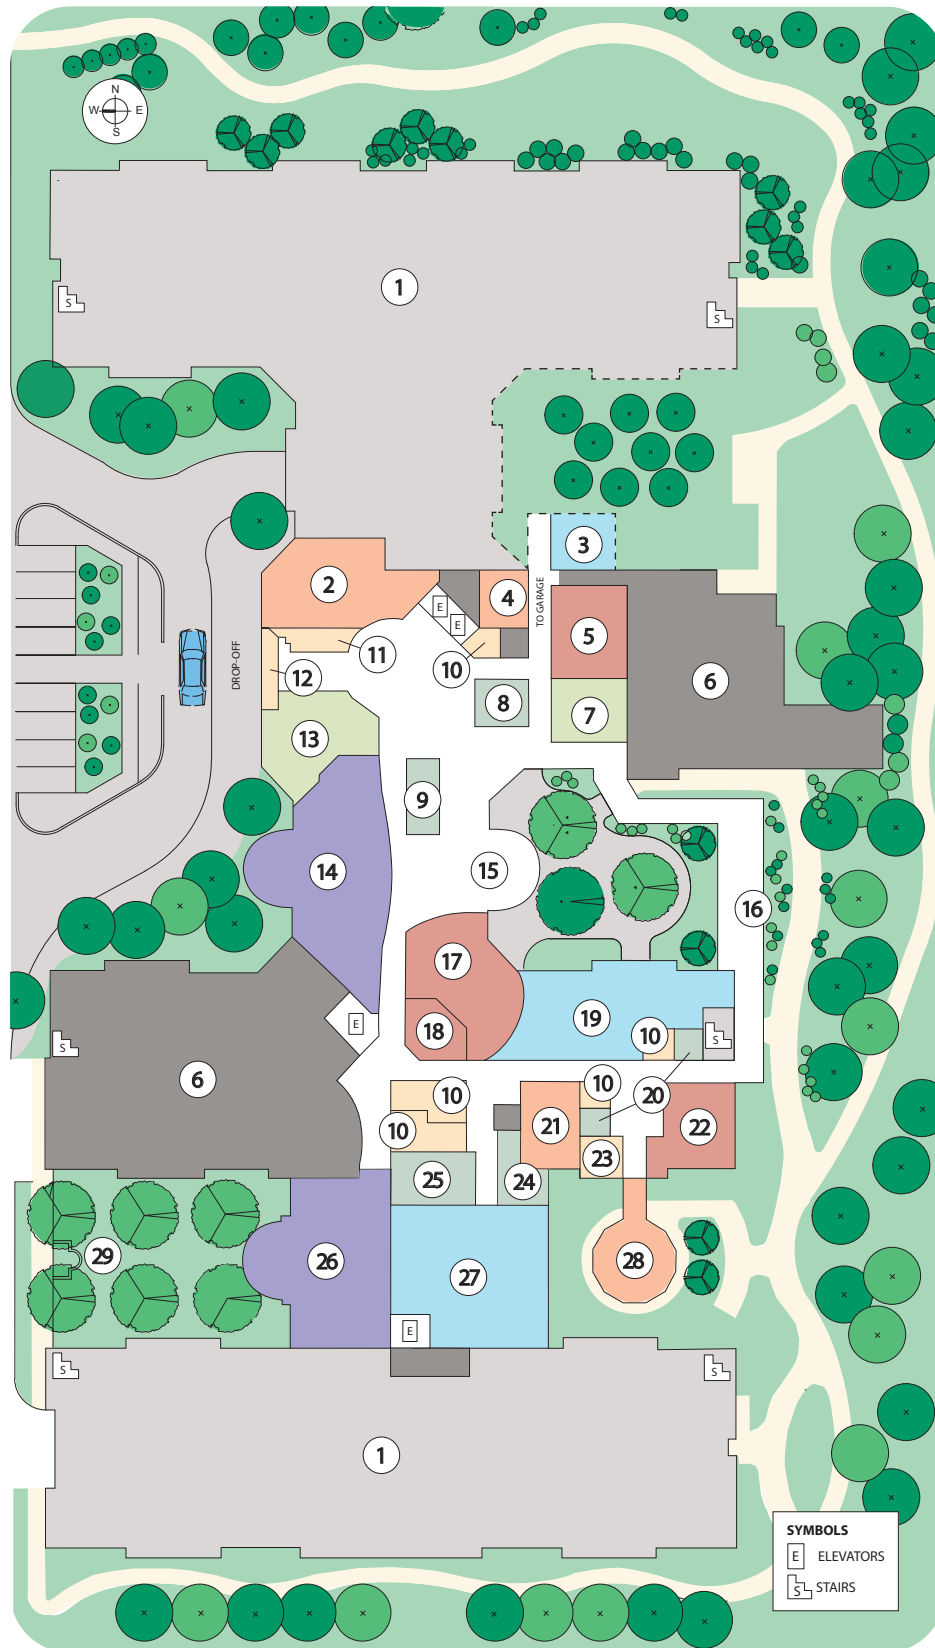 N
W E
S
1
S
S
3
2
E
4
TO GARAGE
E
5
11
10
6
12
DROP-OFF
8
7
13
9
14
15
16
17
18
19
10
S
E
S
6
10
10
20
10
21
22
23
25
24
29
26
28
27
E
S
S
1
SYMBOLS
E ELEVATORS
S STAIRS